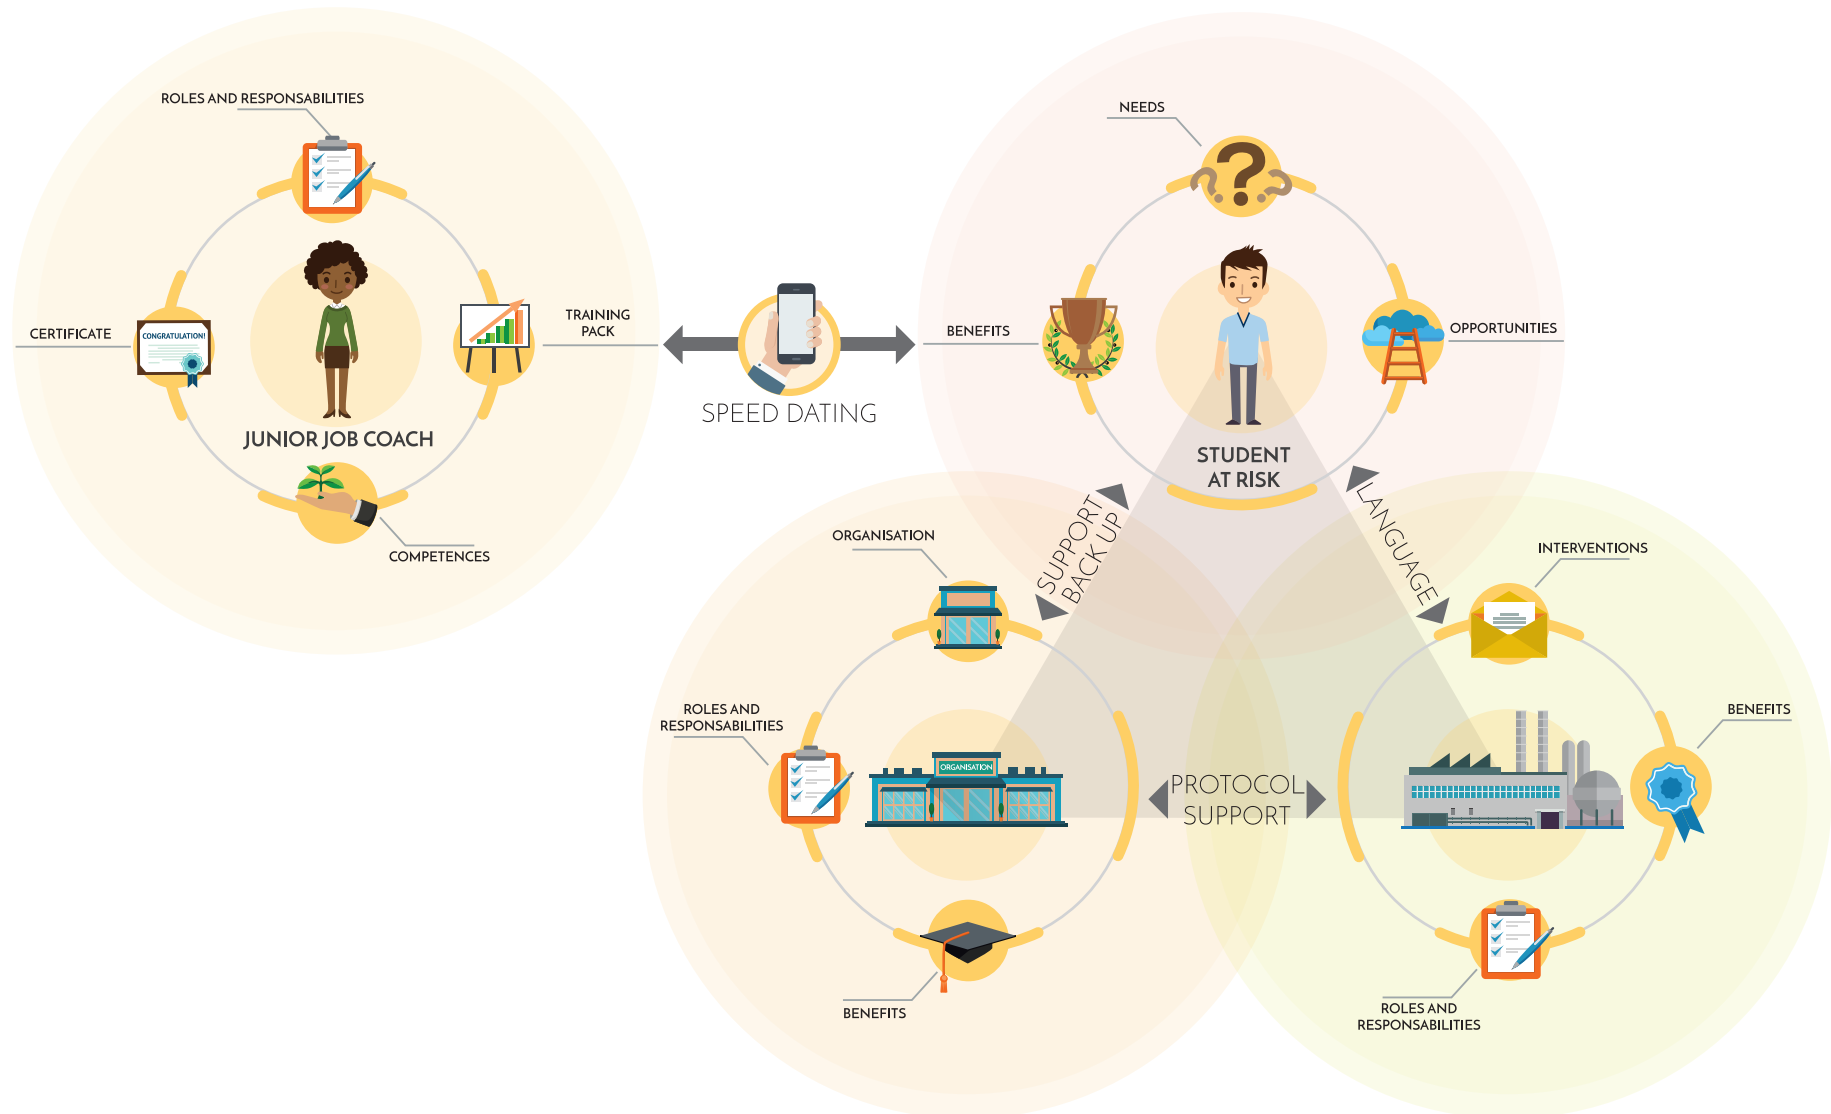 ROLES AND RESPONSABILITIES
CERTIFICATE
CONGRATULATION!
TRAINING
PACK
JUNIOR JOB COACH
COMPETENCES
SPEED DATING
NEEDS
BENEFITS
OPPORTUNITIES
STUDENT
AT RISK
SUPPORT
BACK UP
LANGUAGE
ORGANISATION
ROLES AND
RESPONSABILITIES
ORGANISATION
BENEFITS
PROTOCOL
SUPPORT
INTERVENTIONS
BENEFITS
ROLES AND
RESPONSABILITIES